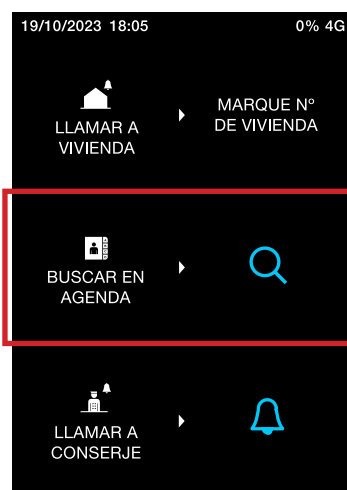 19/10/2023 18:05 0% 4G
LLAMAR A
VIVIENDA
MARQUE Nº
DE VIVIENDA
BUSCAR EN
AGENDA
LLAMAR A
CONSERJE